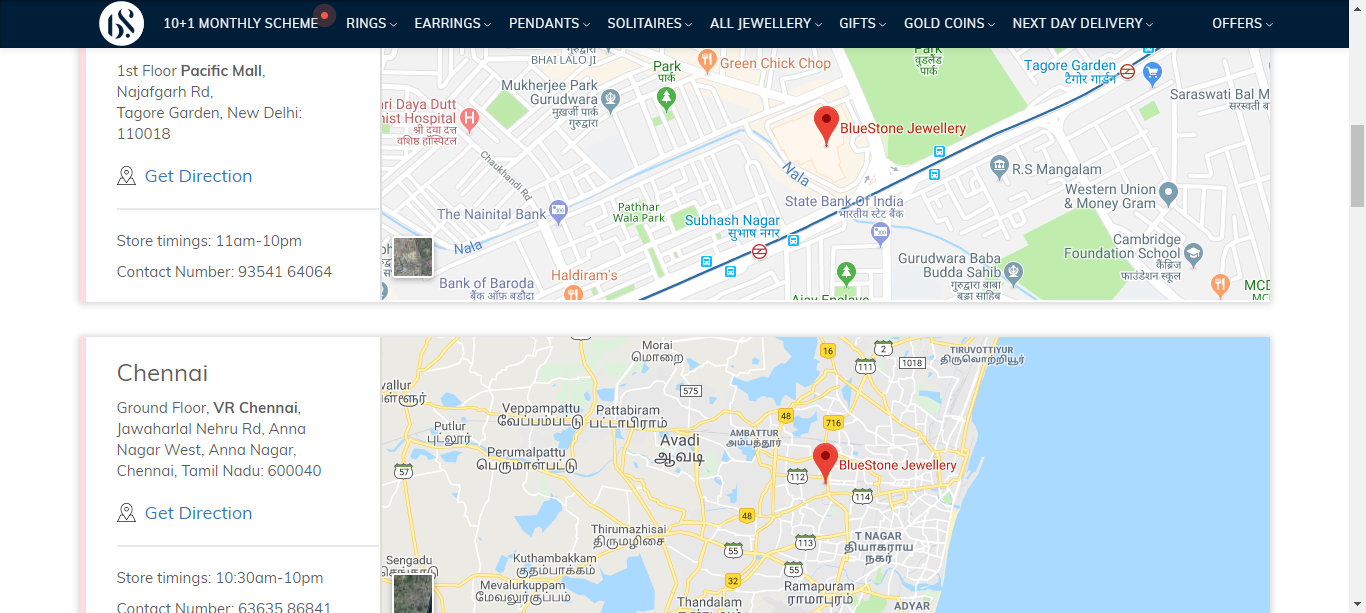 BS
10+1 MONTHLY SCHEME
RINGS
EARRINGS
PENDANTS
SOLITAIRES
ALL JEWELLERY
GIFTS
GOLD COINS
NEXT DAY DELIVERY
OFFERS
1st Floor Pacific Mall,
Najafgarh Rd,
Tagore Garden, New Delhi:
110018
Get Direction
Store timings: 11am-10pm
Contact Number: 93541 64064
गुरुद्वारा
BHAI LALO JI
Park
पार्क
Green Chick Chop
Park
वुडलैंड
पार्क
Tagore Garden
टैगोर गार्डन
Mukherjee Park
Gurudwara
मुखर्जी पार्क
गुरुद्वारा
Saraswati Bal M
सरस्वती ब
ri Daya Dutt
ist Hospital
श्री दया दत्त
वशिष्ठ हॉस्पिटल
H
BlueStone Jewellery
Chaukhandi Rd
Nala
R.S Mangalam
Western Union
& Money Gram
The Nainital Bank
Pathhar
Wala Park
State Bank Of India
भारतीय स्टेट बैंक
Subhash Nagar
सुभाष नगर
Nala
Cambridge
Foundation School
कैंब्रिज
फाउंडेशन स्कूल
Gurudwara Baba
Budda Sahib
गुरुद्वारा बाबा
बुड्डा साहिब
Haldiram's
Bank of Baroda
बैंक ऑफ़ बड़ौदा
Ajay Enclave
MCD
Chennai
Ground Floor, VR Chennai,
Jawaharlal Nehru Rd, Anna
Nagar West, Anna Nagar,
Chennai, Tamil Nadu: 600040
Get Direction
Store timings: 10:30am-10pm
Contact Number: 63635 86841
Morai
மொறை
16
2
TIRUVOTTIYUR
திருவொற்றியூர்
111
1018
vallur
ள்ளூர்
575
Veppampattu
வேப்பம்பட்டு
Pattabiram
பட்டாபிராம்
48
716
Putlur
புட்லூர்
Avadi
ஆவடி
AMBATTUR
அம்பத்தூர்
Perumalpattu
பெருமாள்பட்டு
57
112
BlueStone Jewellery
114
48
Thirumazhisai
திருமழிசை
T NAGAR
தியாகராய
நகர்
113
55
Sengadu
செங்காடு
Kuthambakkam
குதம்பாக்கம்
55
32
Mevalurkuppam
மேவலுர்குப்பம்
Ramapuram
ராமாபுரம்
Thandalam
தண்டலம்
ADYAR